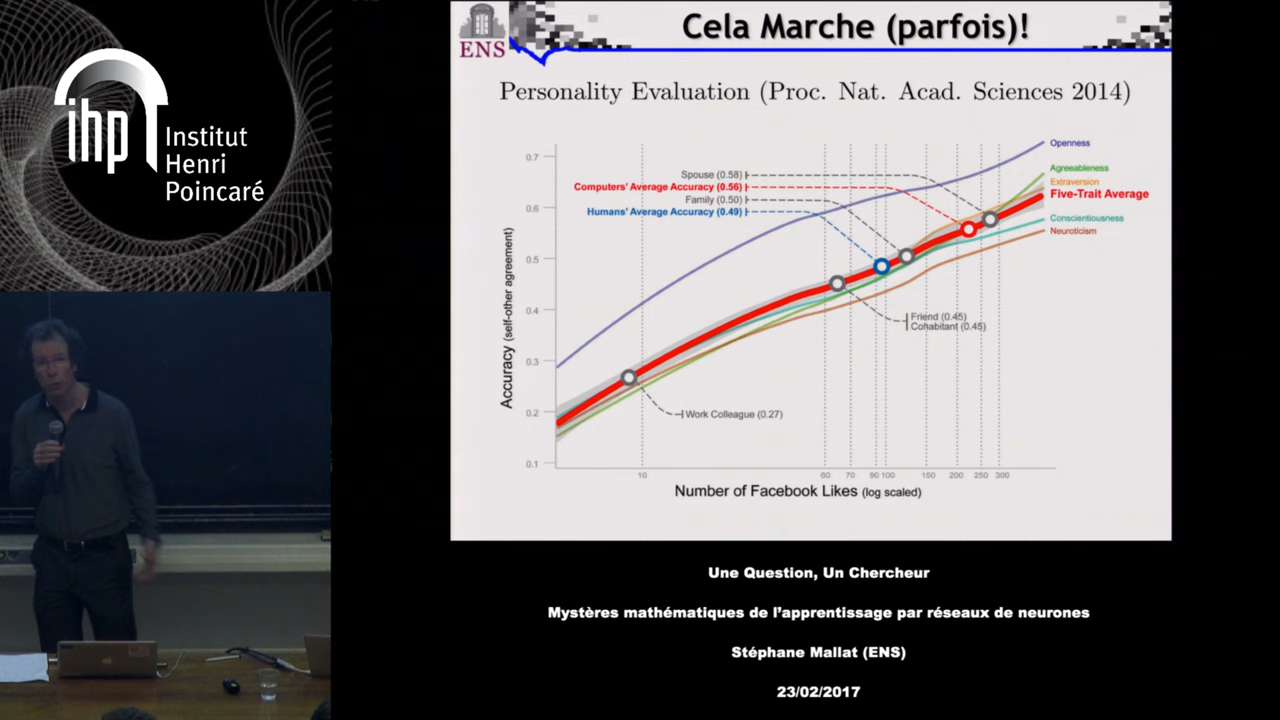 ihp
Institut
Henri
Poincaré
ENS
Cela Marche (parfois)!
Personality Evaluation (Proc. Nat. Acad. Sciences 2014)
Accuracy (self-other agreement)
0.7
0.6
0.5
0.4
0.3
0.2
0.1
Spouse (0.58)
Computers' Average Accuracy (0.56)
Family (0.50)
Humans' Average Accuracy (0.49)
Openness
Agreeableness
Extraversion
Five-Trait Average
Conscientiousness
Neuroticism
Friend (0.45)
Cohabitant (0.45)
Work Colleague (0.27)
10 60 70 90 100 150 200 250 300
Number of Facebook Likes (log scaled)
Une Question, Un Chercheur
Mystères mathématiques de l'apprentissage par réseaux de neurones
Stéphane Mallat (ENS)
23/02/2017